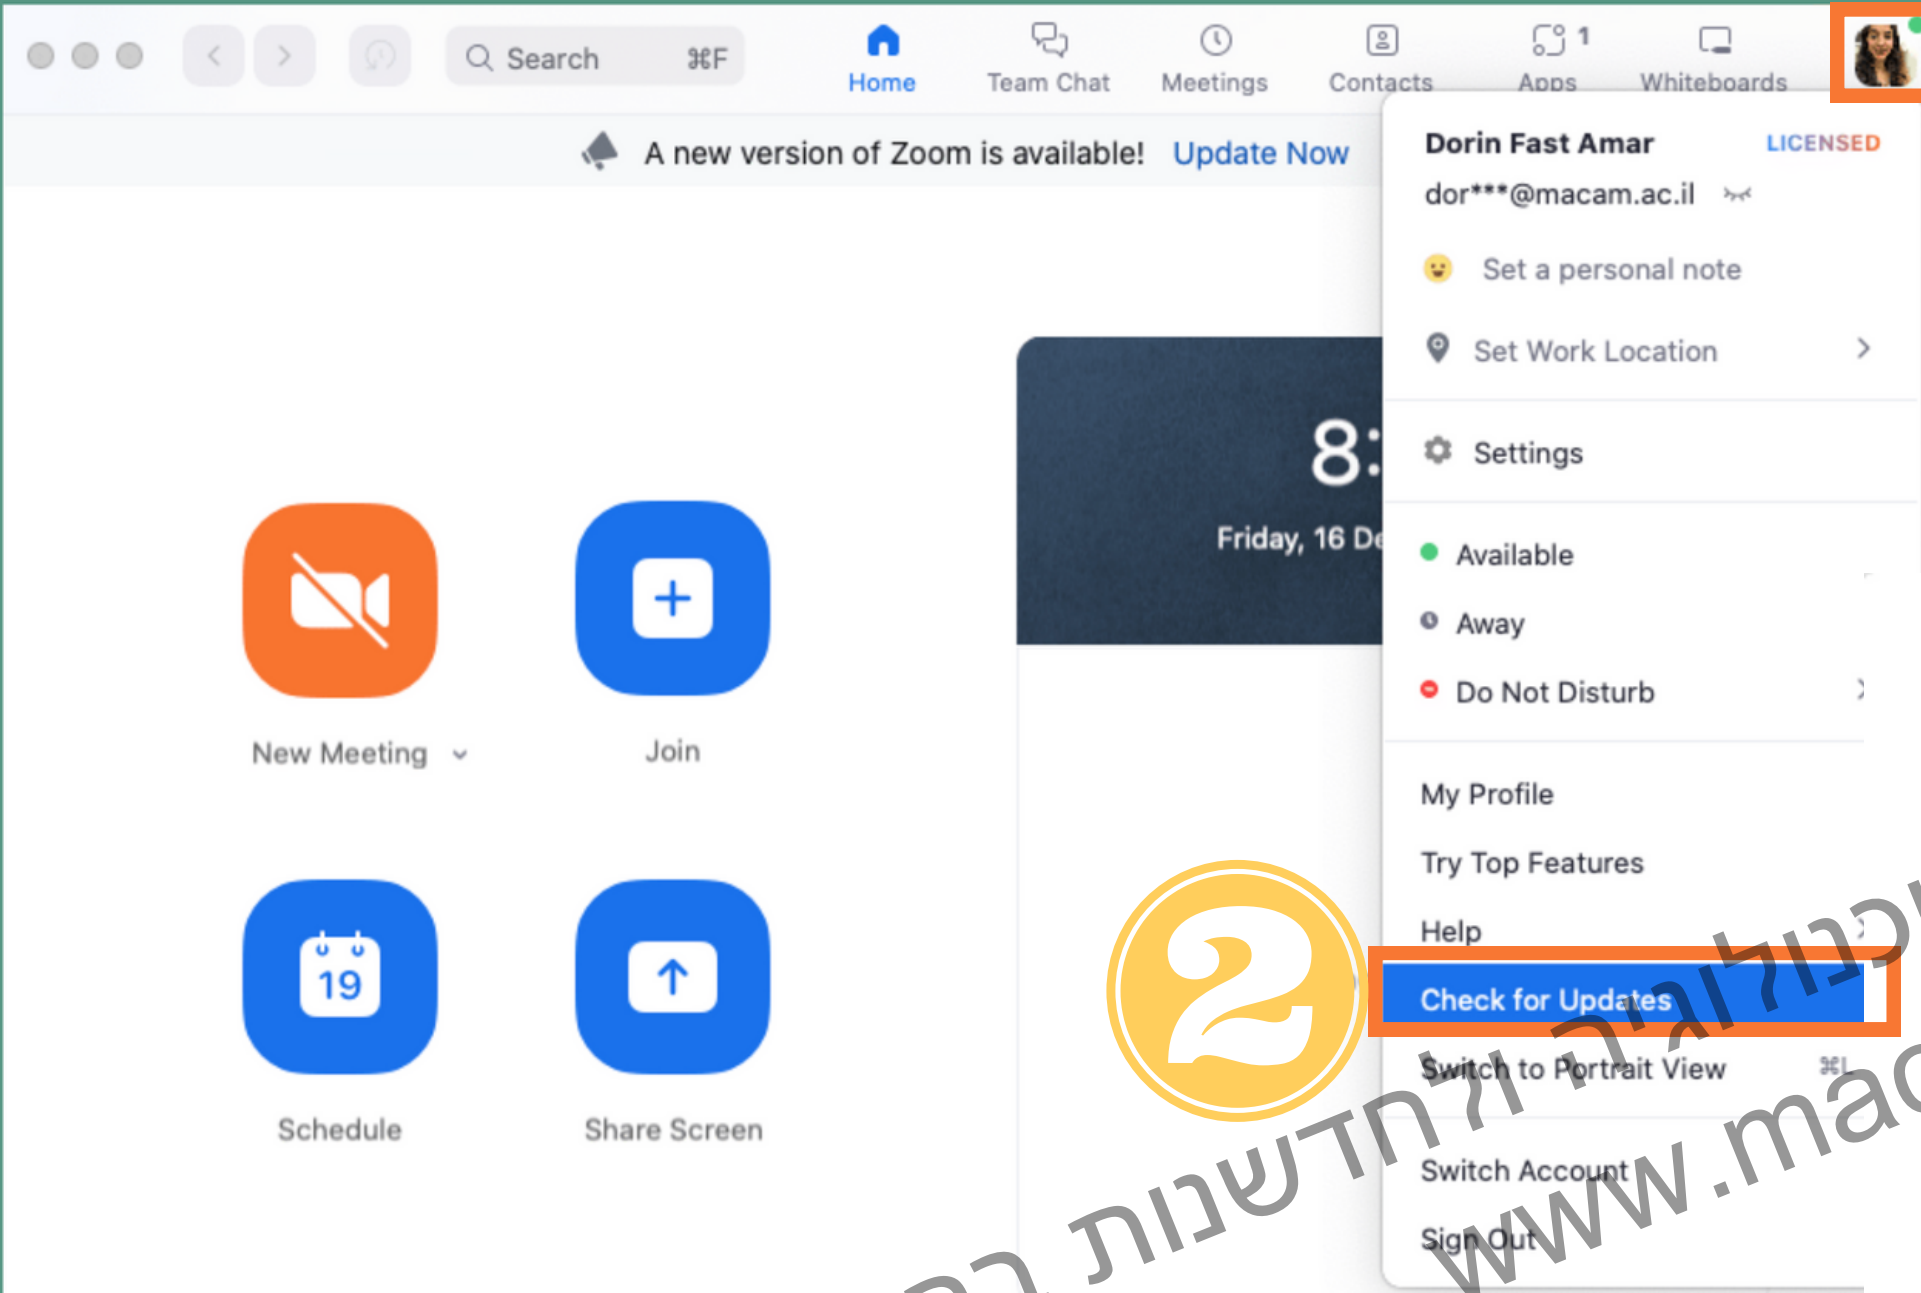 Search ⌘F
Home
Team Chat
Meetings
Contacts
Apps 1
Whiteboards
A new version of Zoom is available! Update Now
Dorin Fast Amar LICENSED
dor***@macam.ac.il
Set a personal note
Set Work Location
Settings
8:
Friday, 16 De
Available
Away
Do Not Disturb
New Meeting
Join
My Profile
Try Top Features
Help
Check for Updates
Switch to Portrait View ⌘L
Switch Account
Sign Out
19
Schedule
Share Screen
2
כנולוגיה ולחדשנות
www.mac